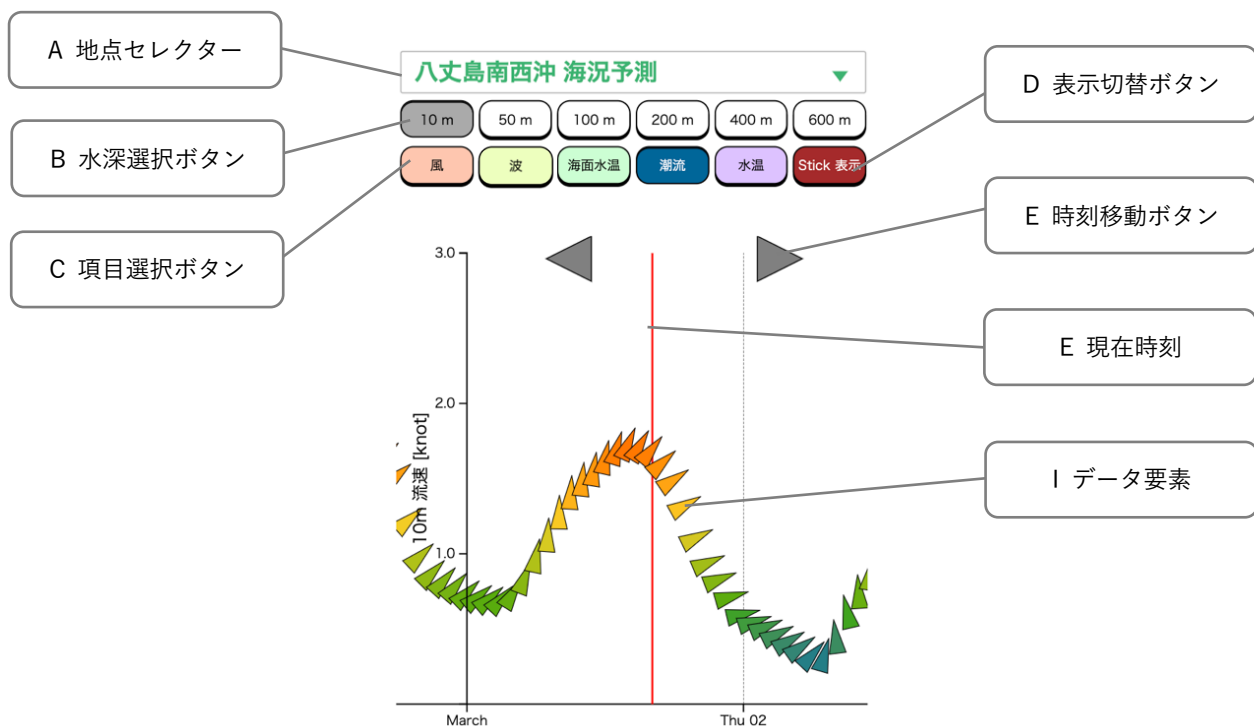 A 地点セレクター
B 水深選択ボタン
C 項目選択ボタン
八丈島南西沖 海況予測
10 m 50 m 100 m 200 m 400 m 600 m
風 波 海面水温 潮流 水温 Stick 表示
D 表示切替ボタン
E 時刻移動ボタン
E 現在時刻
I データ要素
3.0
2.0
1.0
10m 流速 [knot]
March Thu 02